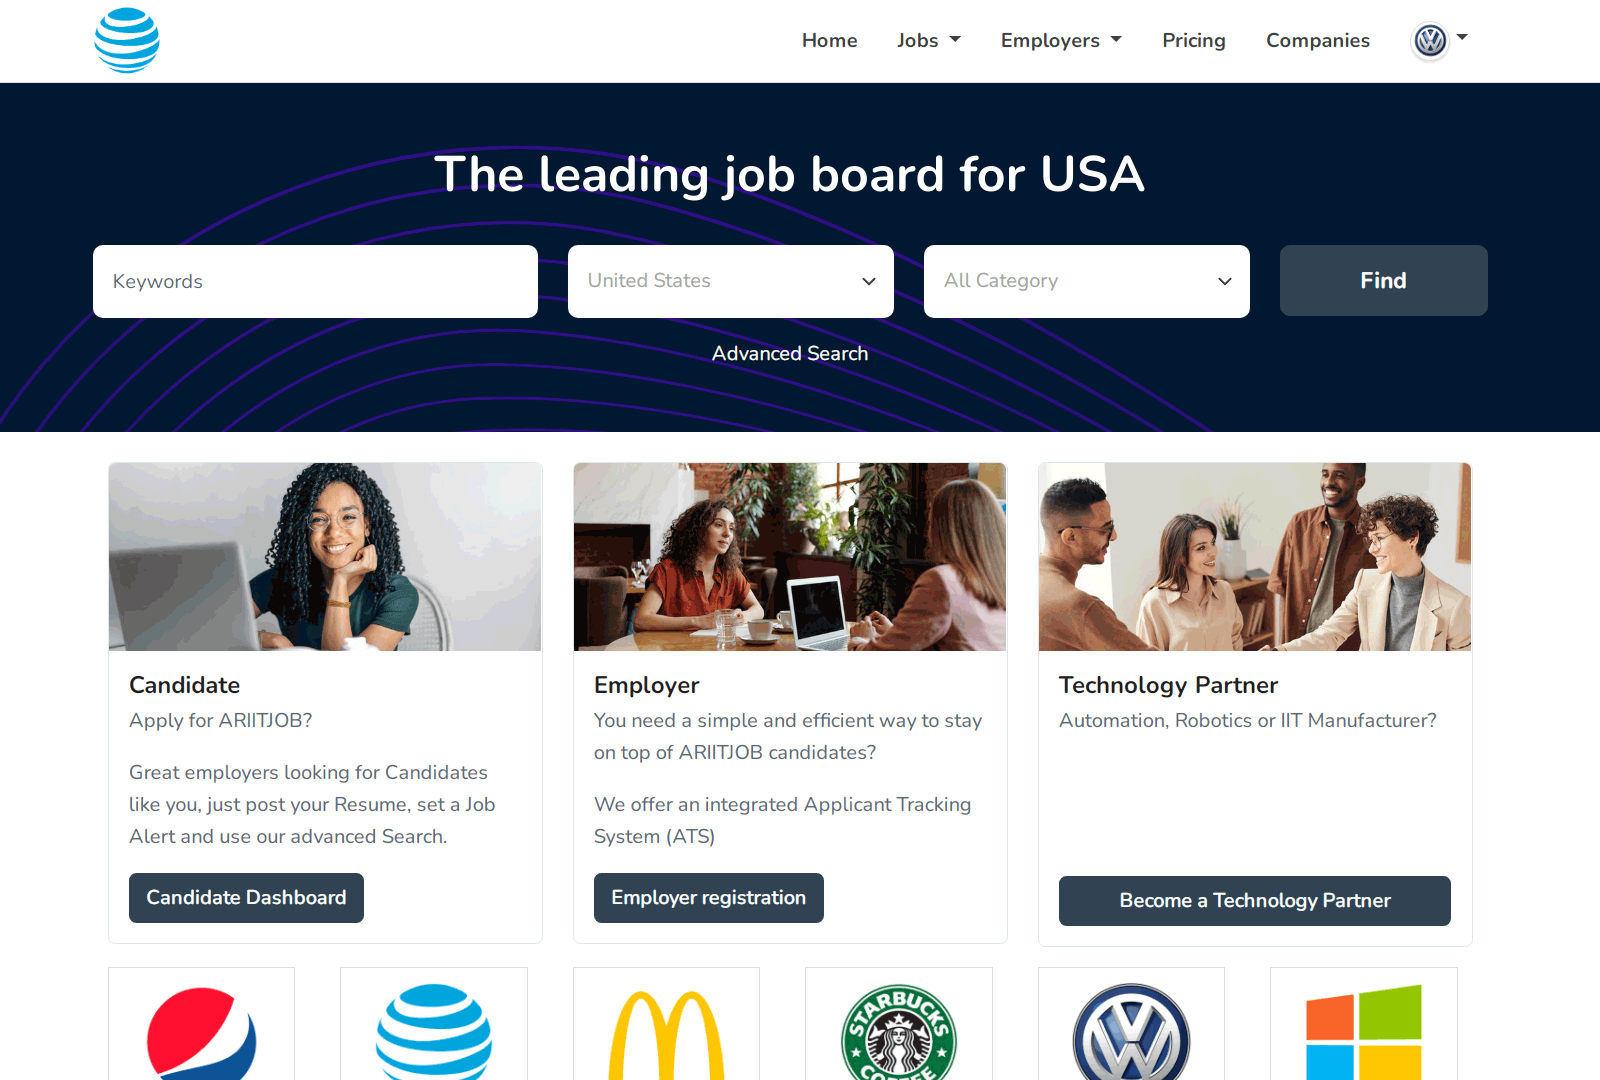 Home Jobs Employers Pricing Companies
The leading job board for USA
Keywords United States All Category Find
Advanced Search
Candidate
Apply for ARIITJOB?
Great employers looking for Candidates
like you, just post your Resume, set a Job
Alert and use our advanced Search.
Candidate Dashboard
Employer
You need a simple and efficient way to stay
on top of ARIITJOB candidates?
We offer an integrated Applicant Tracking
System (ATS)
Employer registration
Technology Partner
Automation, Robotics or IIT Manufacturer?
Become a Technology Partner
STARBUCKS
COFFEE